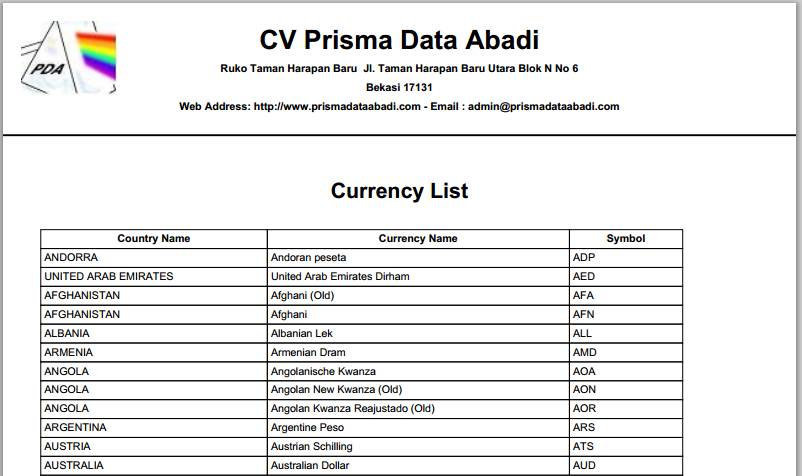 PDA
CV Prisma Data Abadi
Ruko Taman Harapan Baru Jl. Taman Harapan Baru Utara Blok N No 6
Bekasi 17131
Web Address: http://www.prismadataabadi.com - Email : admin@prismadataabadi.com
Currency List
Country Name Currency Name Symbol
ANDORRA Andoran peseta ADP
UNITED ARAB EMIRATES United Arab Emirates Dirham AED
AFGHANISTAN Afghani (Old) AFA
AFGHANISTAN Afghani AFN
ALBANIA Albanian Lek ALL
ARMENIA Armenian Dram AMD
ANGOLA Angolanische Kwanza AOA
ANGOLA Angolan New Kwanza (Old) AON
ANGOLA Angolan Kwanza Reajustado (Old) AOR
ARGENTINA Argentine Peso ARS
AUSTRIA Austrian Schilling ATS
AUSTRALIA Australian Dollar AUD